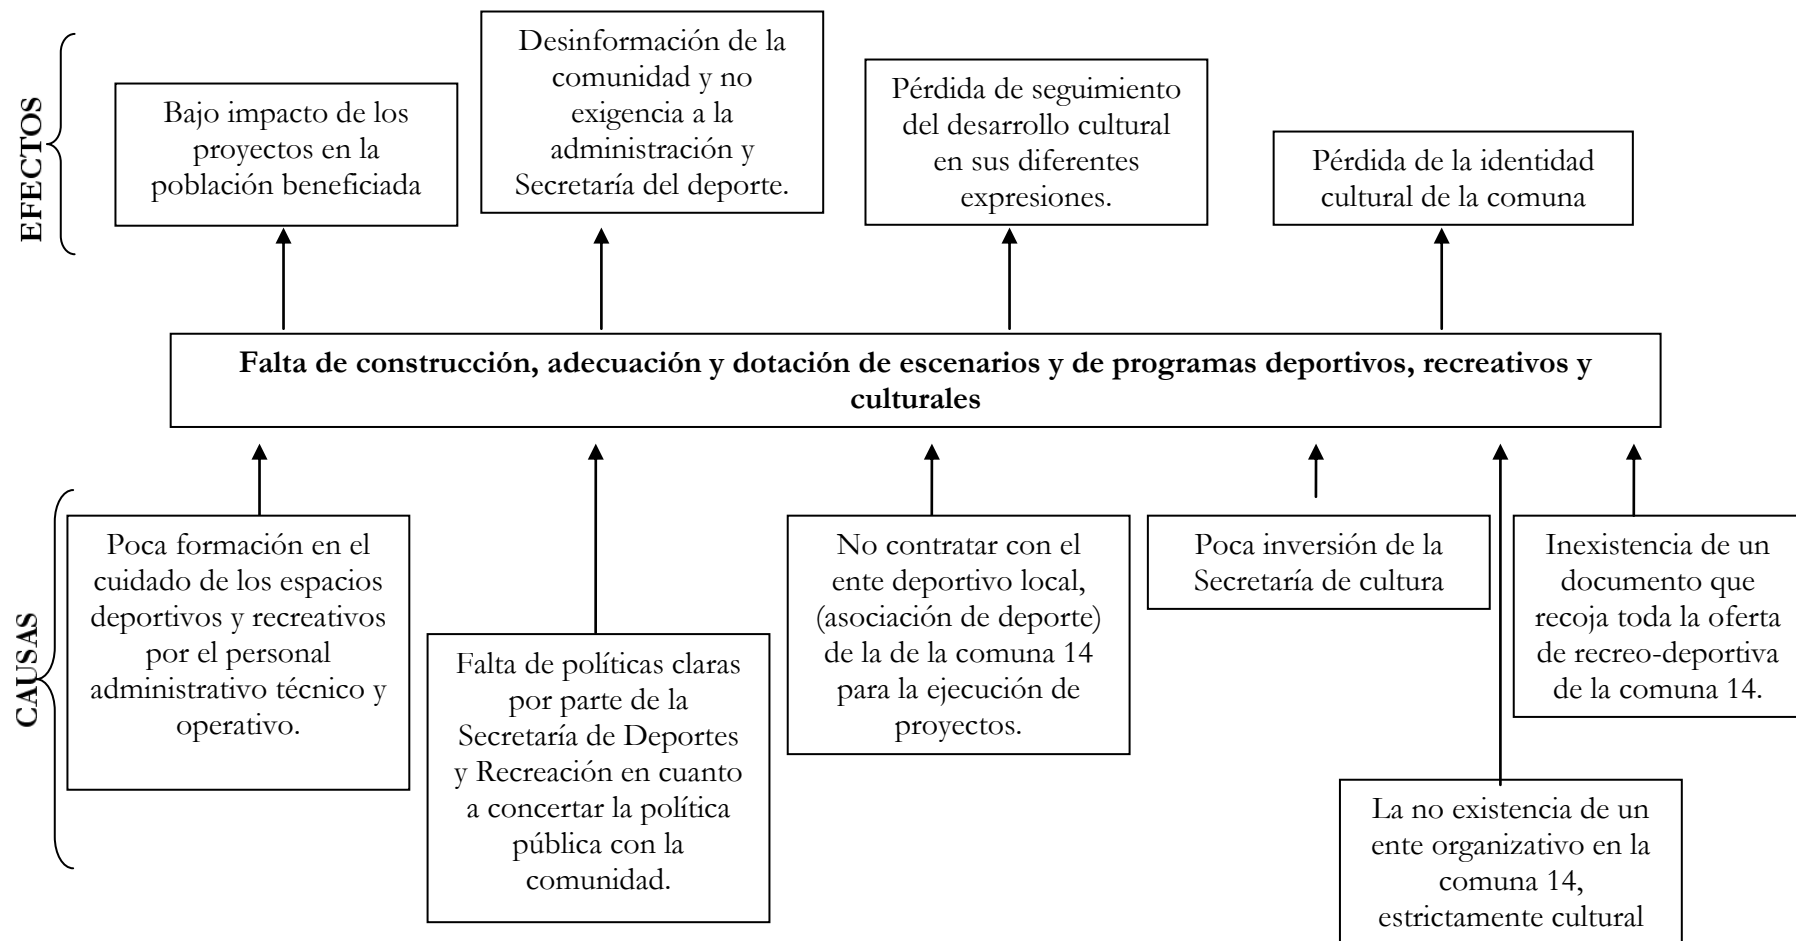 EFECTOS
Bajo impacto de los
proyectos en la
población beneficiada
Desinformación de la
comunidad y no
exigencia a la
administración y
Secretaría del deporte.
Pérdida de seguimiento
del desarrollo cultural
en sus diferentes
expresiones.
Pérdida de la identidad
cultural de la comuna
Falta de construcción, adecuación y dotación de escenarios y de programas deportivos, recreativos y
culturales
CAUSAS
Poca formación en el
cuidado de los espacios
deportivos y recreativos
por el personal
administrativo técnico y
operativo.
Falta de políticas claras
por parte de la
Secretaría de Deportes
y Recreación en cuanto
a concertar la política
pública con la
comunidad.
No contratar con el
ente deportivo local,
(asociación de deporte)
de la de la comuna 14
para la ejecución de
proyectos.
Poca inversión de la
Secretaría de cultura
La no existencia de un
ente organizativo en la
comuna 14,
estrictamente cultural
Inexistencia de un
documento que
recoja toda la oferta
de recreo-deportiva
de la comuna 14.